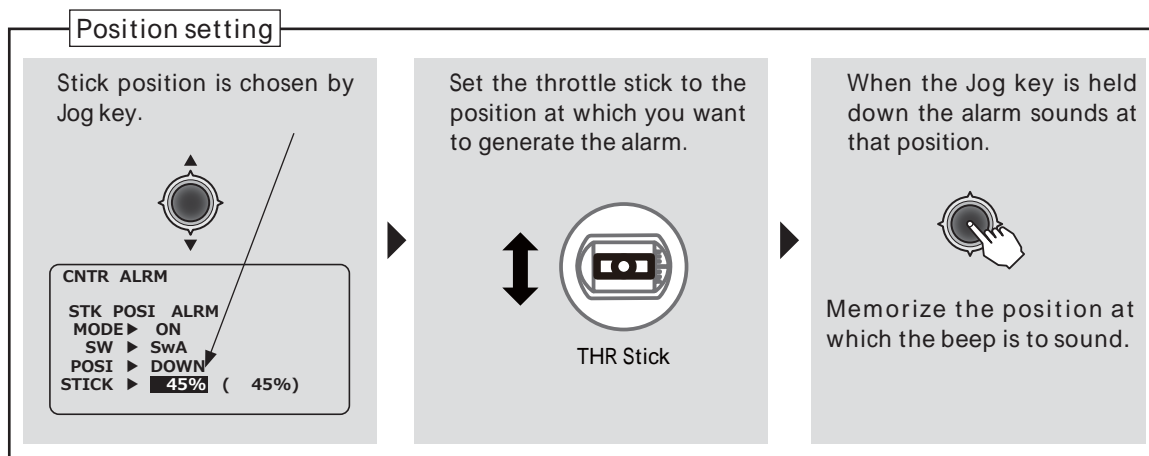 Position setting
Stick position is chosen by
Jog key.
CNTR ALRM
STK POSI ALRM
MODE▶ ON
SW ▶ SwA
POSI ▶ DOWN
STICK ▶ 45% ( 45%)
Set the throttle stick to the
position at which you want
to generate the alarm.
THR Stick
When the Jog key is held
down the alarm sounds at
that position.
Memorize the position at
which the beep is to sound.